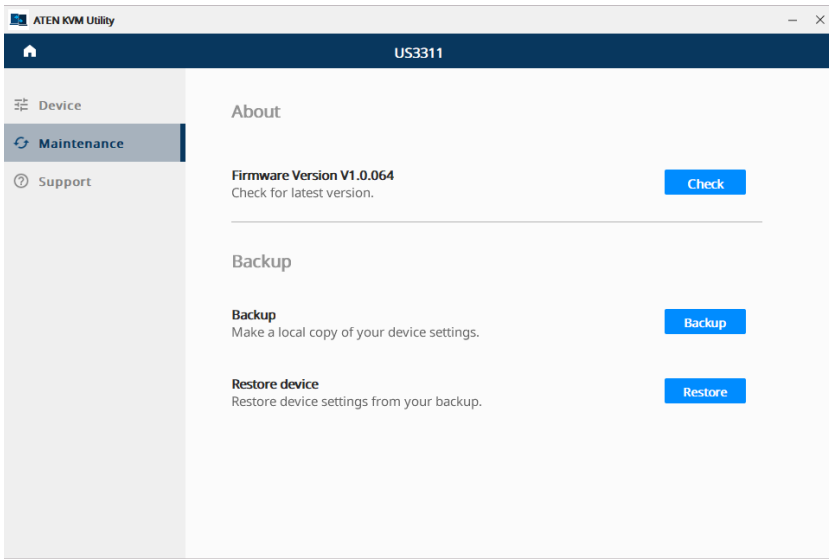 ATEN KVM Utility
US3311
Device
Maintenance
Support
About
Firmware Version V1.0.064
Check for latest version.
Check
Backup
Backup
Make a local copy of your device settings.
Backup
Restore device
Restore device settings from your backup.
Restore